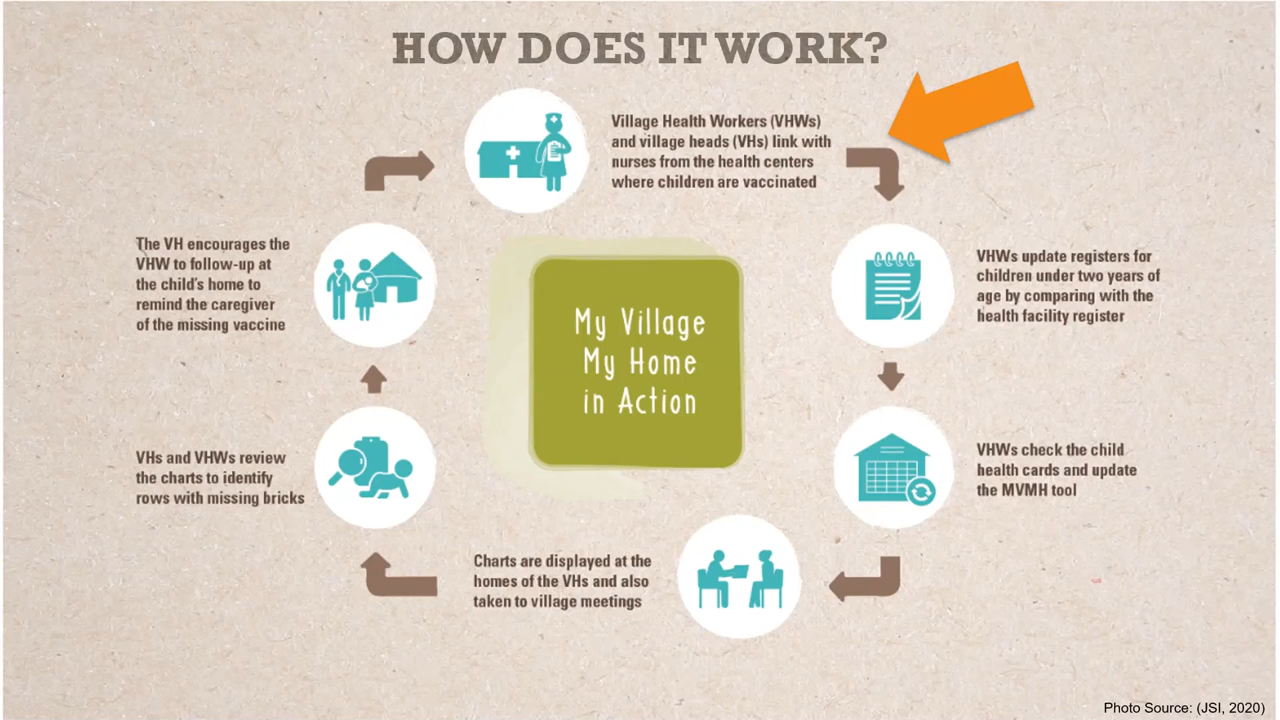 HOW DOES IT WORK?
Village Health Workers (VHWs)
and village heads (VHs) link with
nurses from the health centers
where children are vaccinated
VHWs update registers for
children under two years of
age by comparing with the
health facility register
VHWs check the child
health cards and update
the MVMH tool
Charts are displayed at the
homes of the VHs and also
taken to village meetings
VHs and VHWs review
the charts to identify
rows with missing bricks
The VH encourages the
VHW to follow-up at
the child's home to
remind the caregiver
of the missing vaccine
My Village
My Home
in Action
Photo Source: (JSI, 2020)